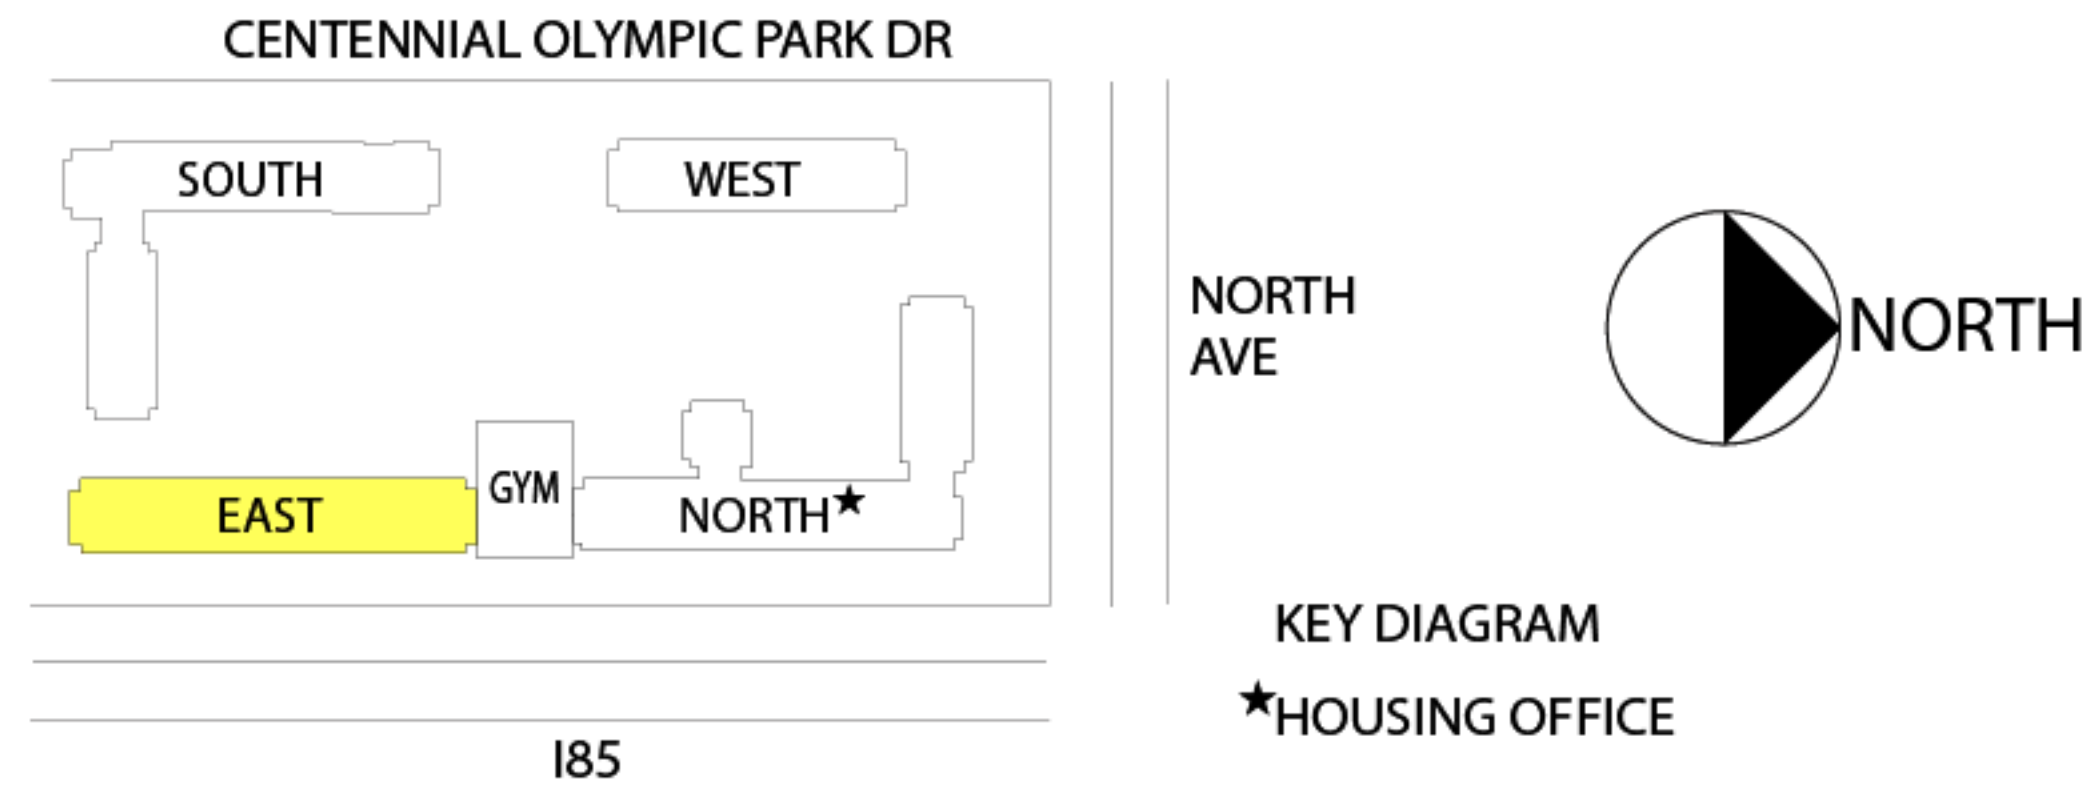 CENTENNIAL OLYMPIC PARK DR
SOUTH
WEST
NORTH
AVE
NORTH
GYM
EAST
NORTH★
KEY DIAGRAM
★HOUSING OFFICE
I85